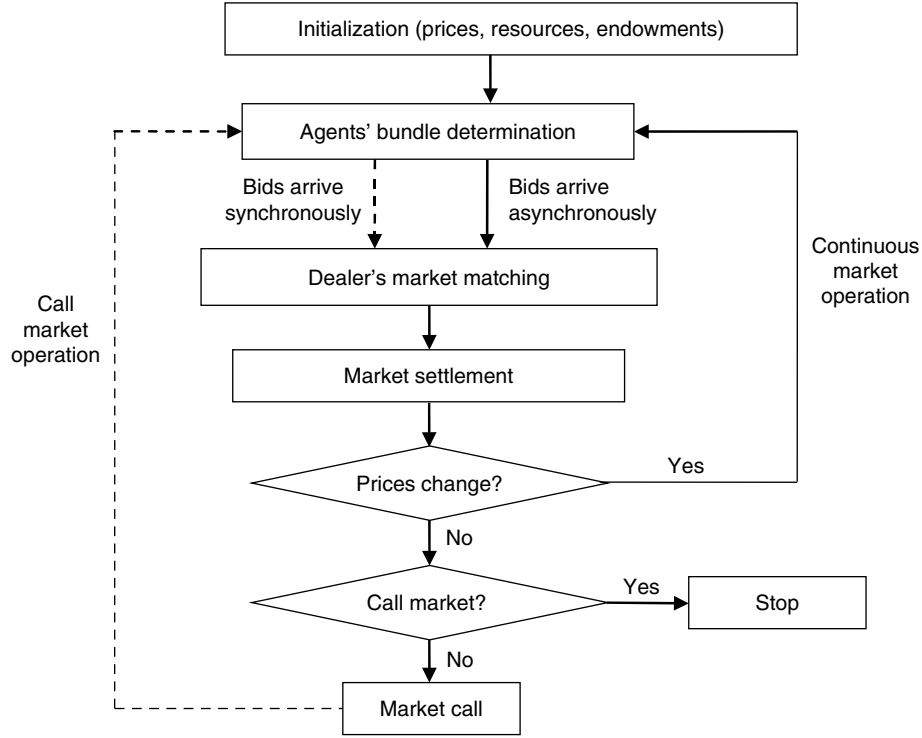 Initialization (prices, resources, endowments)
Agents' bundle determination
Bids arrive
synchronously
Bids arrive
asynchronously
Continuous
market
operation
Dealer's market matching
Call
market
operation
Market settlement
Prices change?
Yes
No
Call market?
Yes
Stop
No
Market call